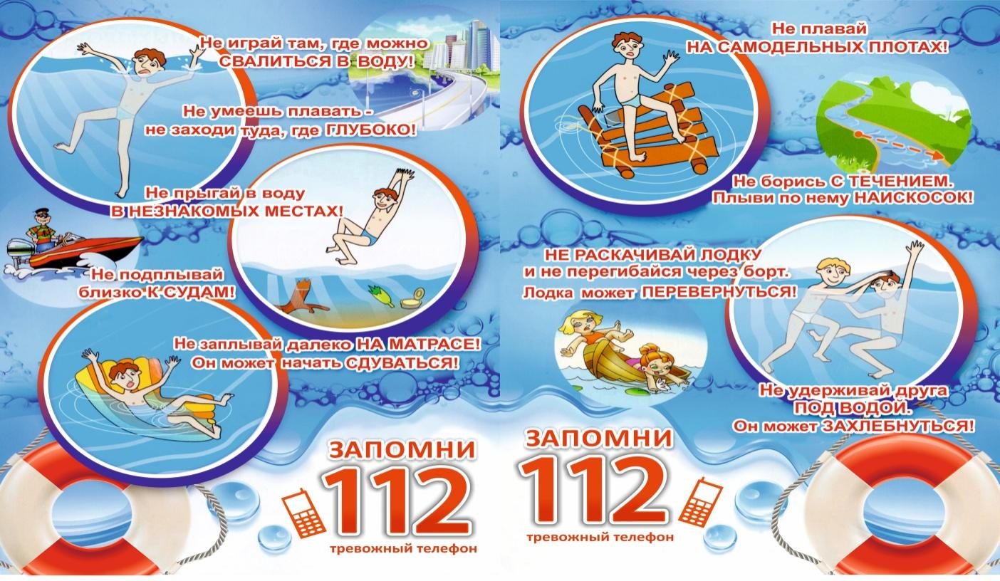 Не играй там, где можно
СВАЛИТЬСЯ В ВОДУ!
Не умеешь плавать -
не заходи туда, где ГЛУБОКО!
Не прыгай в воду
В НЕЗНАКОМЫХ МЕСТАХ!
Не подплывай
близко К СУДАМ!
Не заплывай далеко НА МАТРАСЕ!
Он может начать СДУВАТЬСЯ!
ЗАПОМНИ
112
тревожный телефон
Не плавай
НА САМОДЕЛЬНЫХ ПЛОТАХ!
Не борись С ТЕЧЕНИЕМ.
Плыви по нему НАИСКОСОК!
НЕ РАСКАЧИВАЙ ЛОДКУ
и не перегибайся через борт.
Лодка может ПЕРЕВЕРНУТЬСЯ!
Не удерживай друга
ПОД ВОДОЙ.
Он может ЗАХЛЕБНУТЬСЯ!
ЗАПОМНИ
112
тревожный телефон